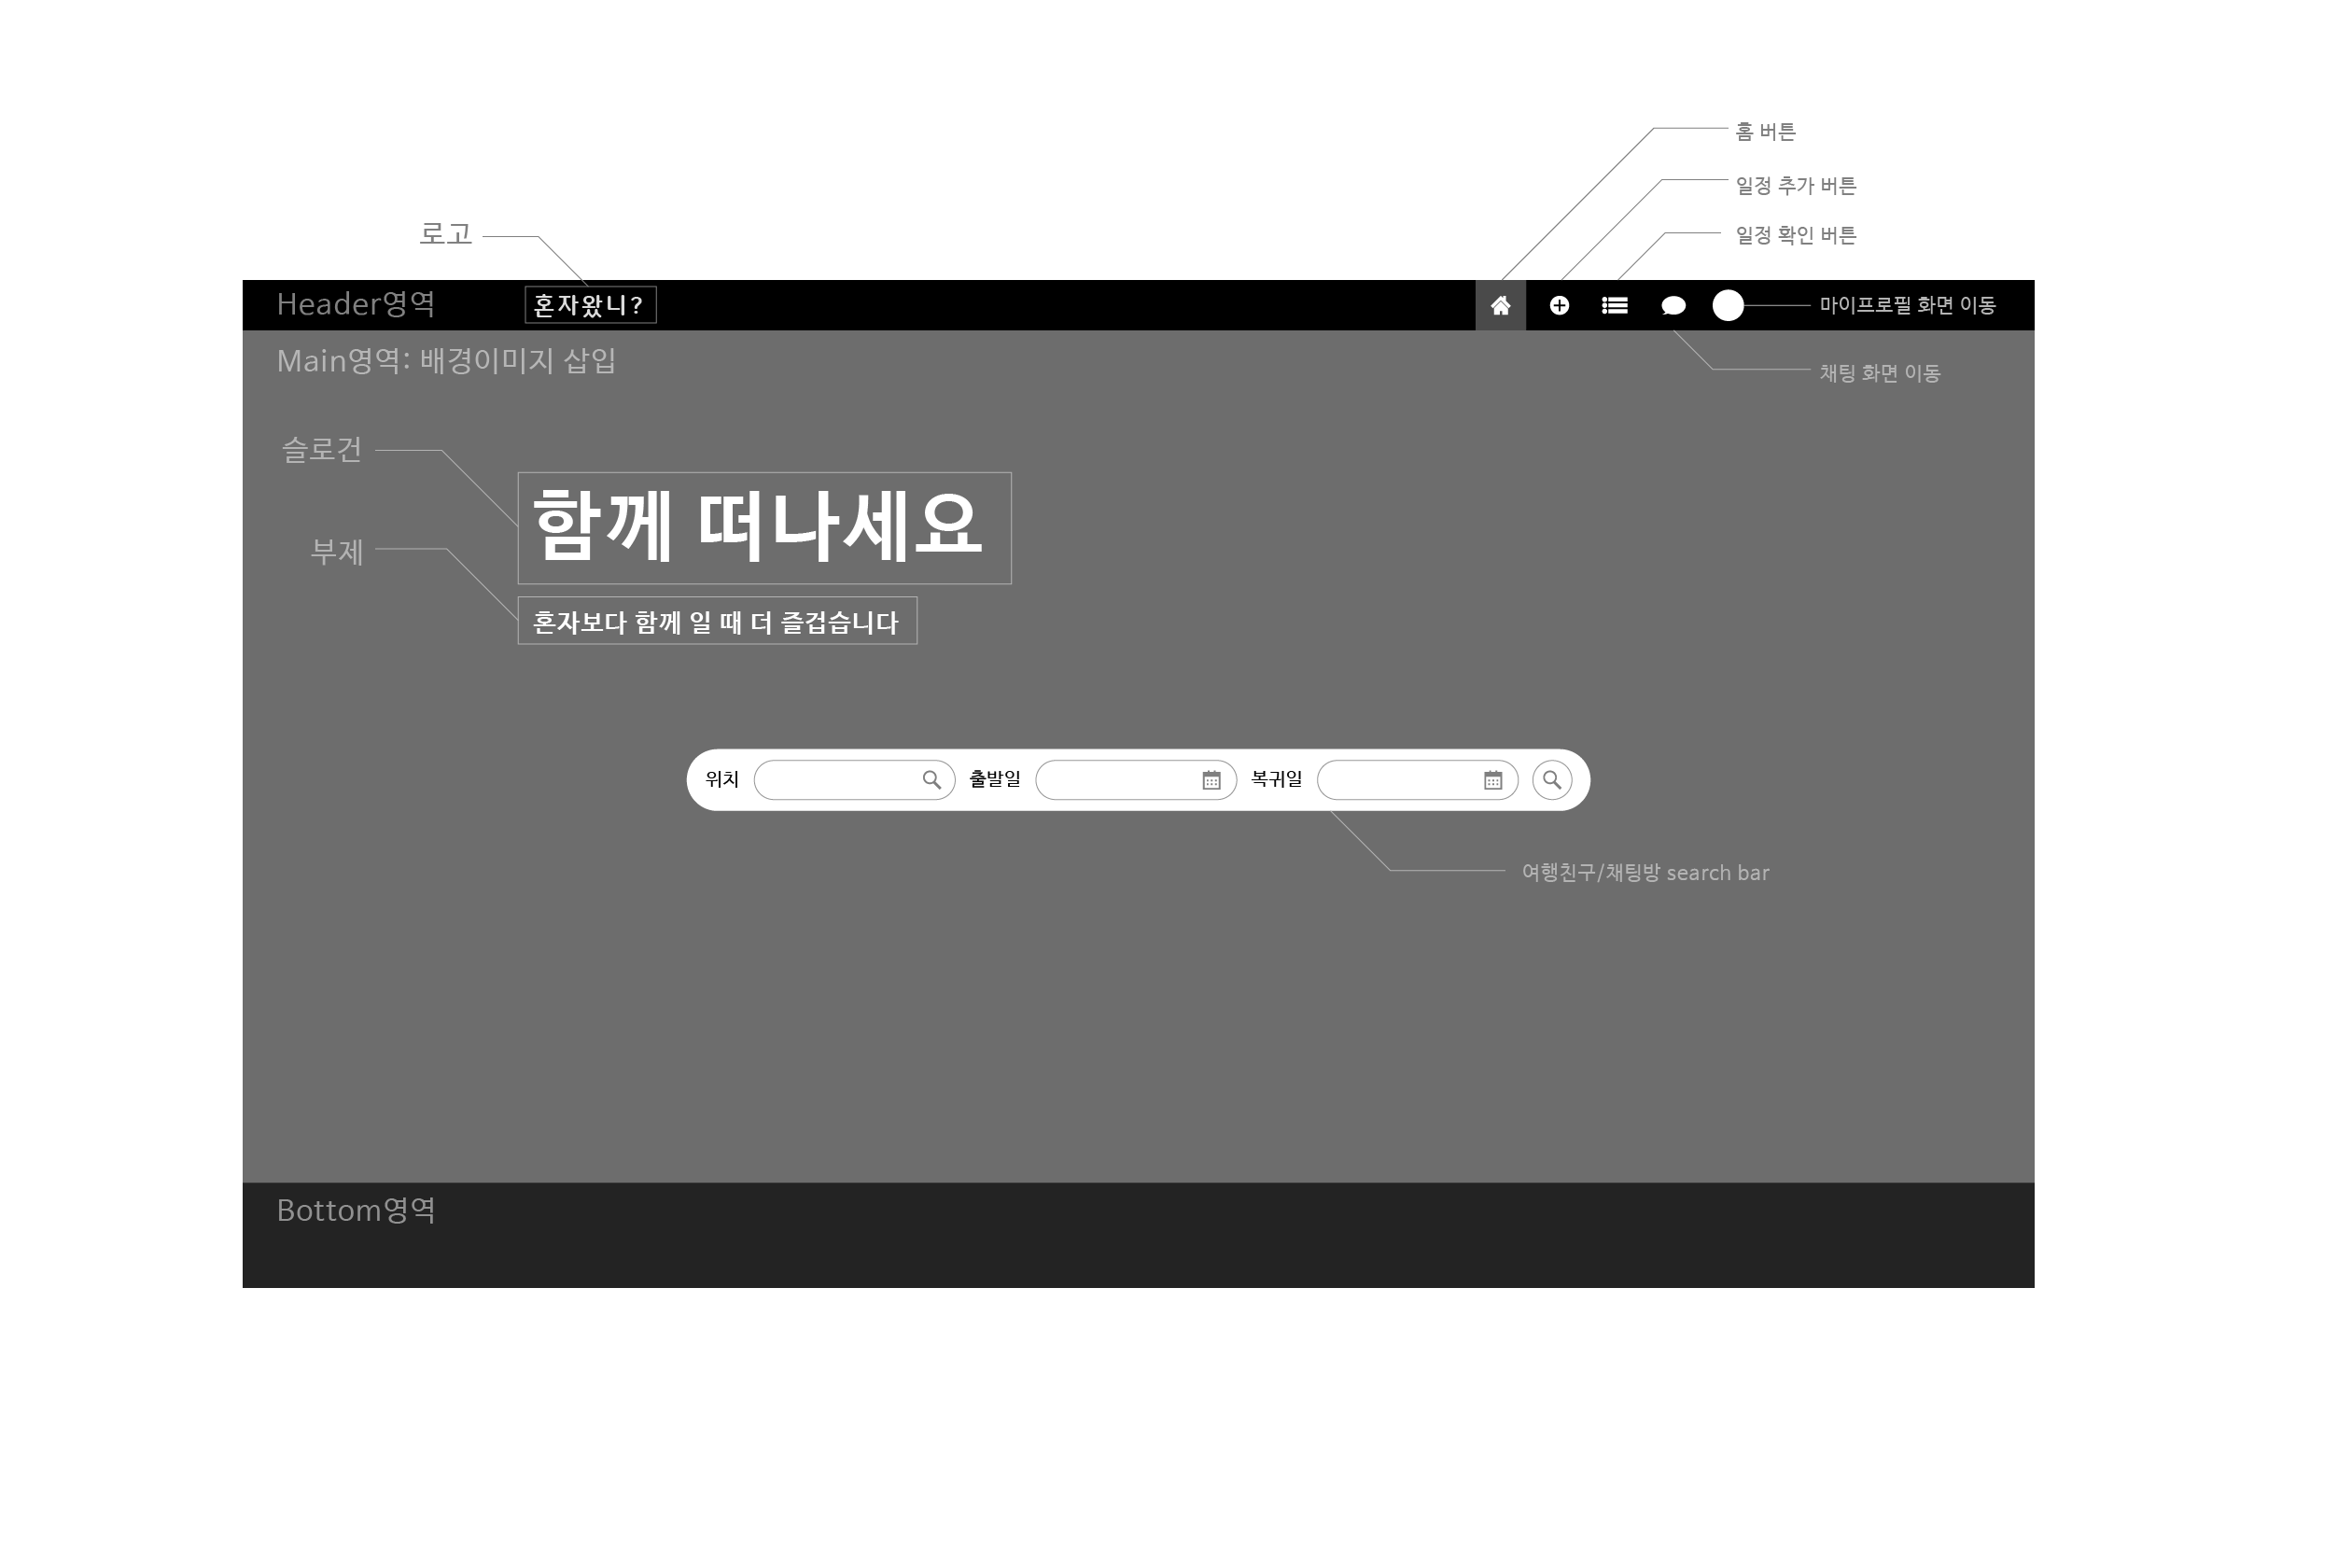 홈 버튼
일정 추가 버튼
로고
일정 확인 버튼
Header영역
혼자왔니?
마이프로필 화면 이동
Main영역: 배경이미지 삽입
채팅 화면 이동
슬로건
함께 떠나세요
부제
혼자보다 함께 일 때 더 즐겁습니다
위치
출발일
복귀일
여행친구/채팅방 search bar
Bottom영역